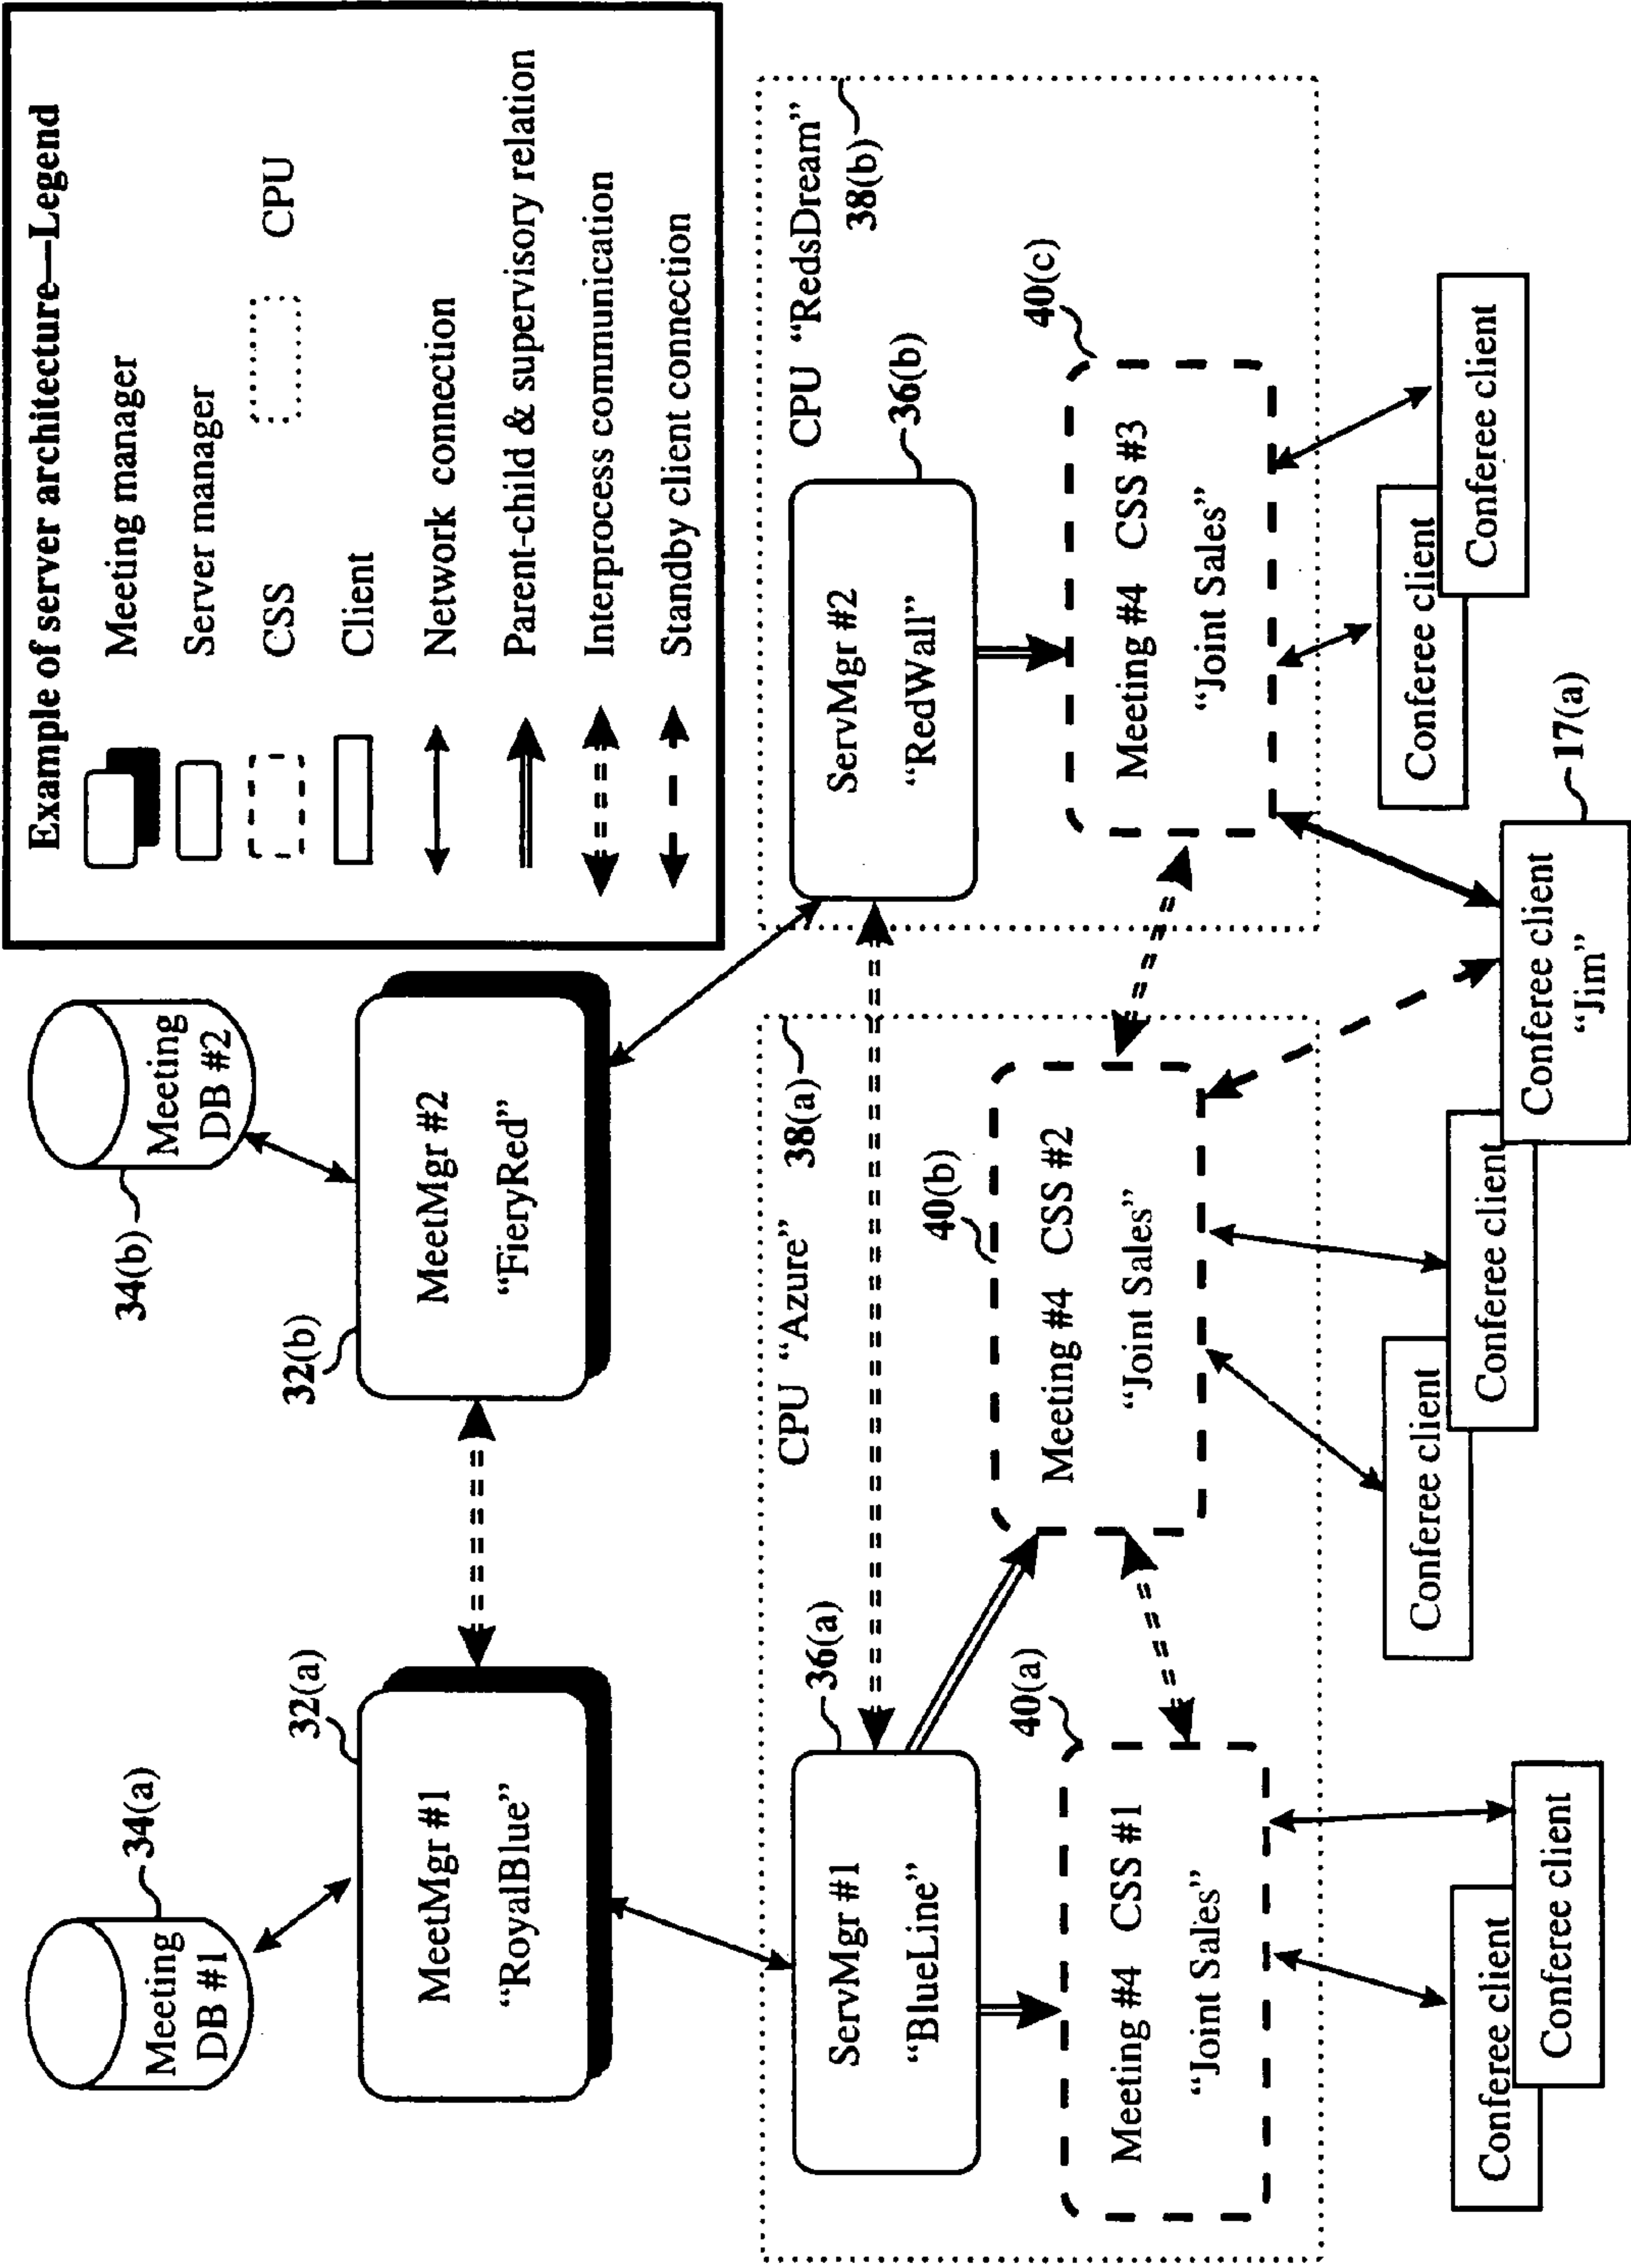 Example of server architecture—Legend
Meeting manager
Server manager
CSS
CPU
Client
Network connection
Parent-child & supervisory relation
Interprocess communication
Standby client connection
34(a)
Meeting
DB #1
34(b)
Meeting
DB #2
32(a)
MeetMgr #1
“RoyalBlue”
32(b)
MeetMgr #2
“FieryRed”
CPU “Azure” 38(a)
CPU “RedsDream”
38(b)
36(a)
ServMgr #1
“BlueLine”
36(b)
ServMgr #2
“RedWall”
40(a)
Meeting #4 CSS #1
“Joint Sales”
40(b)
Meeting #4 CSS #2
“Joint Sales”
40(c)
Meeting #4 CSS #3
“Joint Sales”
Conferee client
Conferee client
Conferee client
Conferee client
Conferee client
“Jim”
17(a)
Conferee client
Conferee client